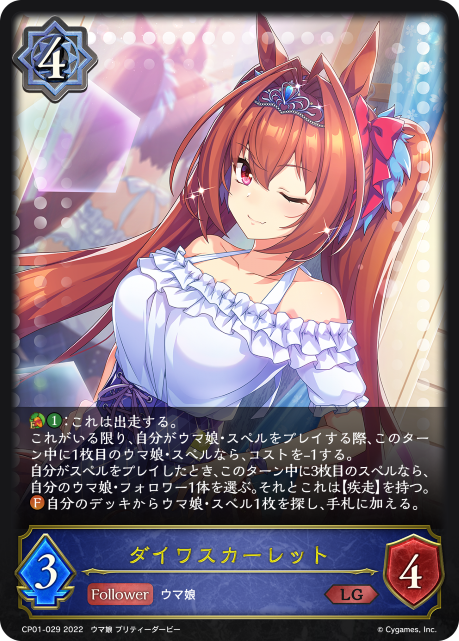 4
1：これは出走する。
これがいる限り、自分がウマ娘・スペルをプレイする際、このター
ン中に1枚目のウマ娘・スペルなら、コストを-1する。
自分がスペルをプレイしたとき、このターン中に3枚目のスペルなら、
自分のウマ娘・フォロワー1体を選ぶ。それとこれは【疾走】を持つ。
F 自分のデッキからウマ娘・スペル1枚を探し、手札に加える。
ダイワスカーレット
3
Follower ウマ娘
LG
4
CP01-029 2022 ウマ娘 プリティーダービー
© Cygames, Inc.